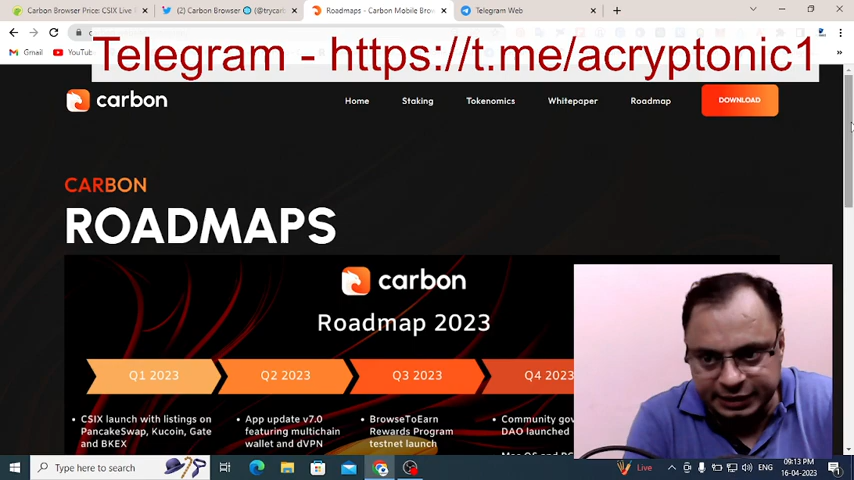 Carbon Browser Price: CSIX Live
(2) Carbon Browser
(@trycar
Roadmaps - Carbon Mobile Brow
Telegram Web
Gmail
YouTub
Telegram - https://t.me/acryptonic1
carbon
Home
Staking
Tokenomics
Whitepaper
Roadmap
DOWNLOAD
CARBON
ROADMAPS
carbon
Roadmap 2023
Q1 2023
Q2 2023
Q3 2023
Q4 2023
• CSIX launch with listings on
PancakeSwap, Kucoin, Gate
and BKEX
• App update v7.0
featuring multichain
wallet and dVPN
• BrowseToEarn
Rewards Program
testnet launch
• Community gov
DAO launched
Type here to search
Live
ENG
09:13 PM
16-04-2023